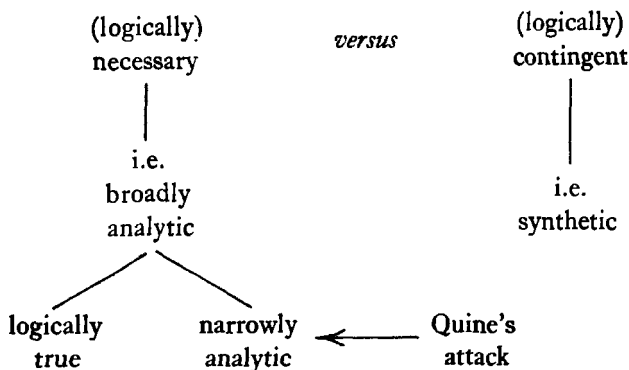 (logically)
necessary
versus
(logically)
contingent
i.e.
broadly
analytic
i.e.
synthetic
logically
true
narrowly
analytic
Quine's
attack